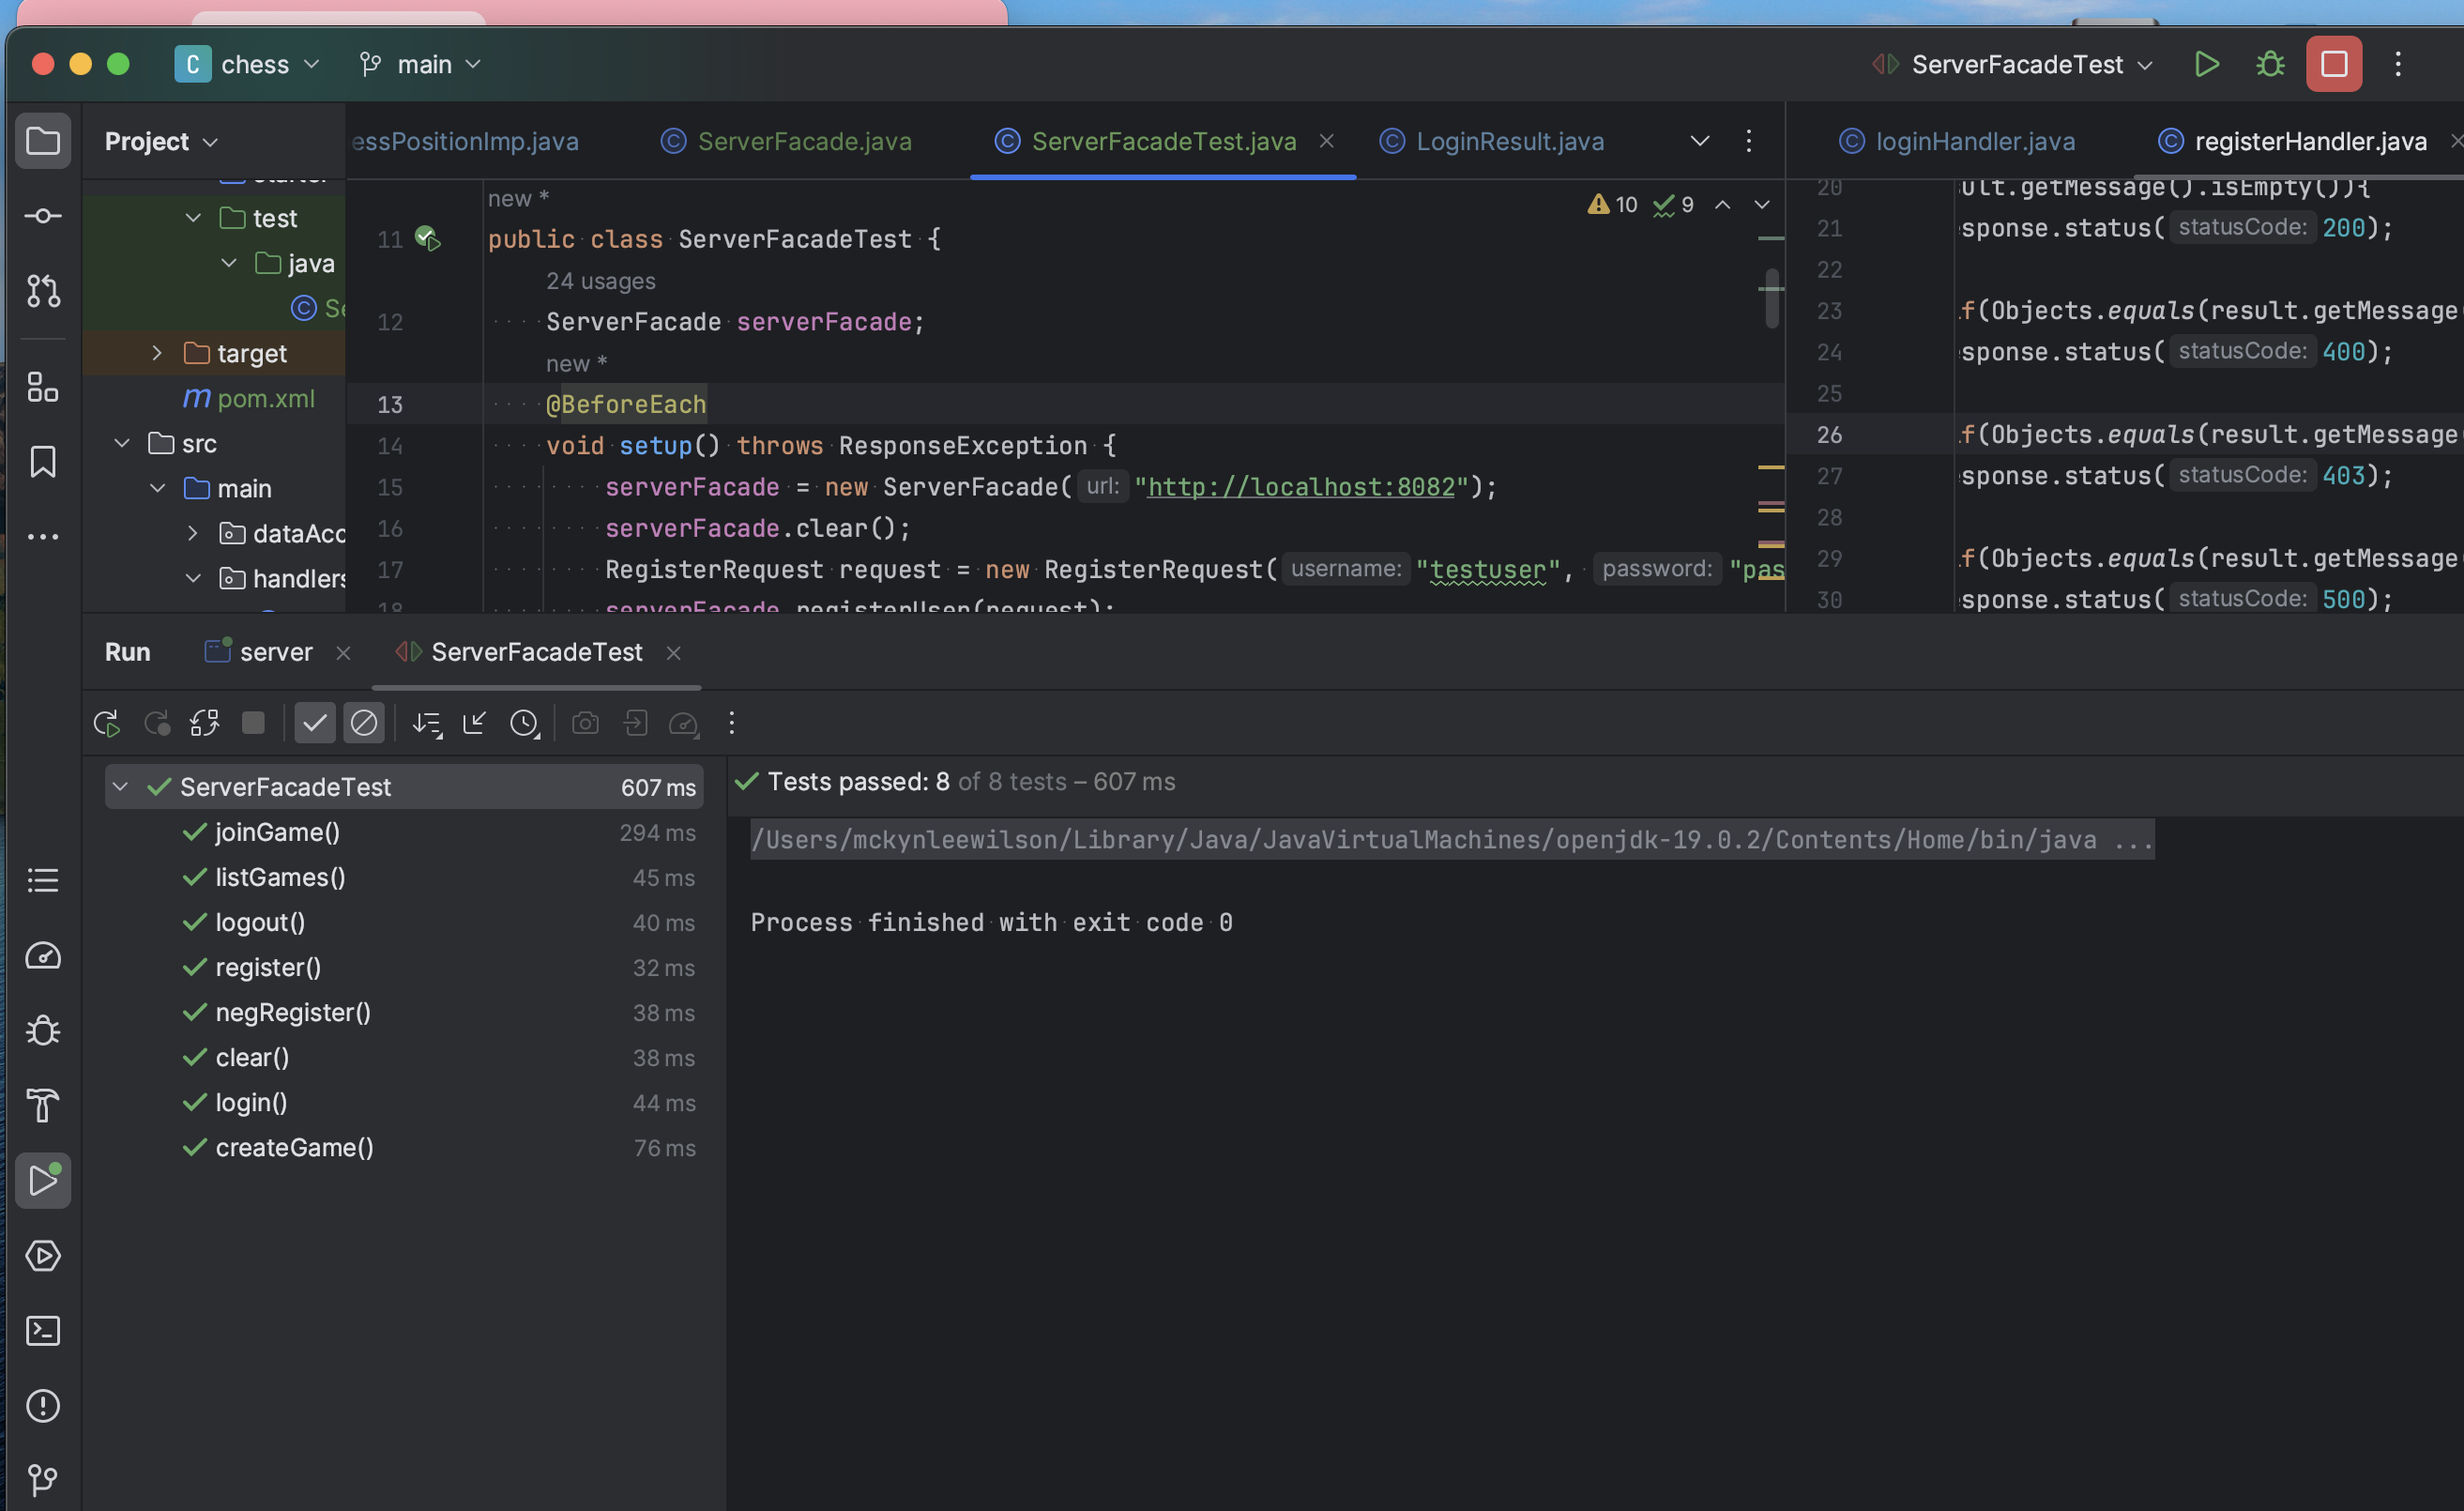 C chess main ServerFacadeTest
Project essPositionImp.java ServerFacade.java ServerFacadeTest.java LoginResult.java loginHandler.java registerHandler.java
test
java
target
pom.xml
src
main
handlers
new *
11 public class ServerFacadeTest {
24 usages
12 ServerFacade serverFacade;
new *
13 @BeforeEach
14 void setup() throws ResponseException {
15 serverFacade = new ServerFacade( url: "http://localhost:8082");
16 serverFacade.clear();
17 RegisterRequest request = new RegisterRequest( username: "testuser", password: "pas
18 serverFacade.registerUser(request);
10 9
20 ult.getMessage().isEmpty()){
21 sponse.status( statusCode: 200);
22
23 if(Objects.equals(result.getMessage
24 sponse.status( statusCode: 400);
25
26 if(Objects.equals(result.getMessage
27 sponse.status( statusCode: 403);
28
29 if(Objects.equals(result.getMessage
30 sponse.status( statusCode: 500);
Run server ServerFacadeTest
ServerFacadeTest 607 ms
joinGame() 294 ms
listGames() 45 ms
logout() 40 ms
register() 32 ms
negRegister() 38 ms
clear() 38 ms
login() 44 ms
createGame() 76 ms
Tests passed: 8 of 8 tests – 607 ms
/Users/mckynleewilson/Library/Java/JavaVirtualMachines/openjdk-19.0.2/Contents/Home/bin/java ...
Process finished with exit code 0